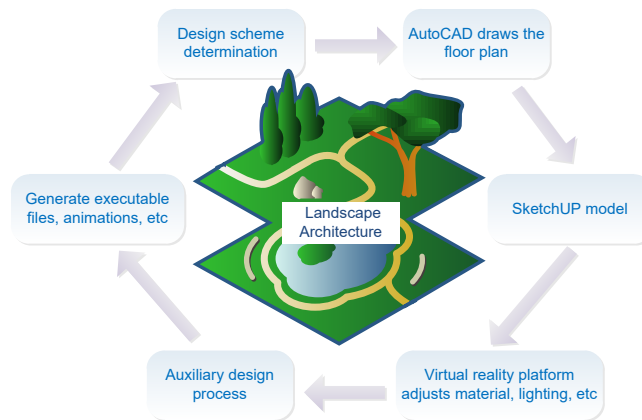 Design scheme
determination
AutoCAD draws the
floor plan
SketchUP model
Virtual reality platform
adjusts material, lighting, etc
Auxiliary design
process
Generate executable
files, animations, etc
Landscape
Architecture